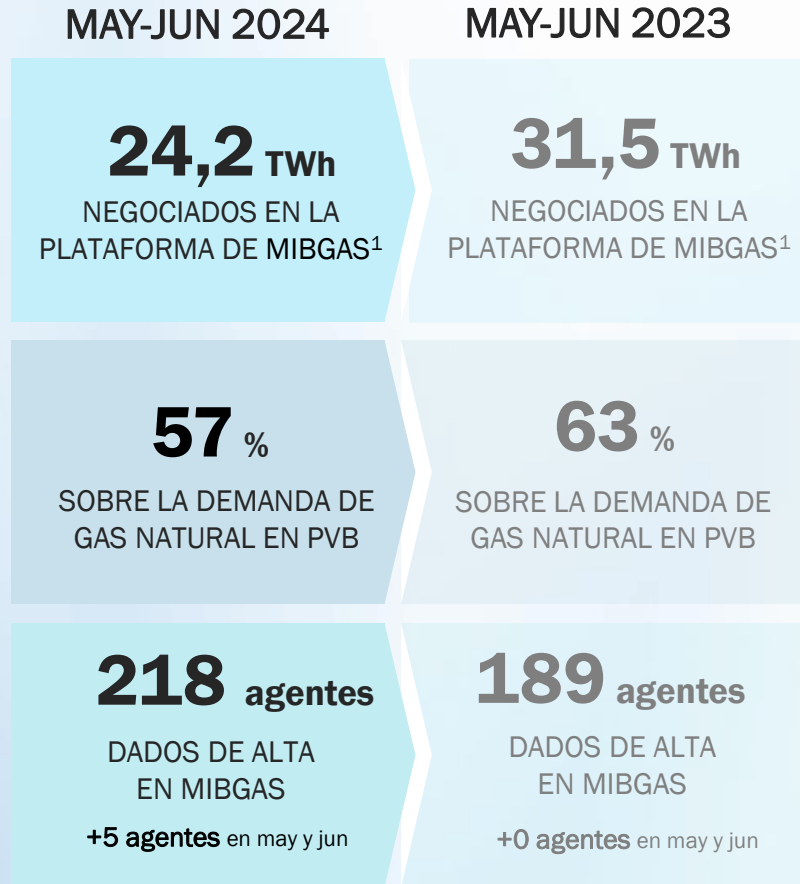 MAY-JUN 2024
MAY-JUN 2023
24,2 TWh
NEGOCIADOS EN LA
PLATAFORMA DE MIBGAS¹
31,5 TWh
NEGOCIADOS EN LA
PLATAFORMA DE MIBGAS¹
57 %
SOBRE LA DEMANDA DE
GAS NATURAL EN PVB
63 %
SOBRE LA DEMANDA DE
GAS NATURAL EN PVB
218 agentes
DADOS DE ALTA
EN MIBGAS
+5 agentes en may y jun
189 agentes
DADOS DE ALTA
EN MIBGAS
+0 agentes en may y jun